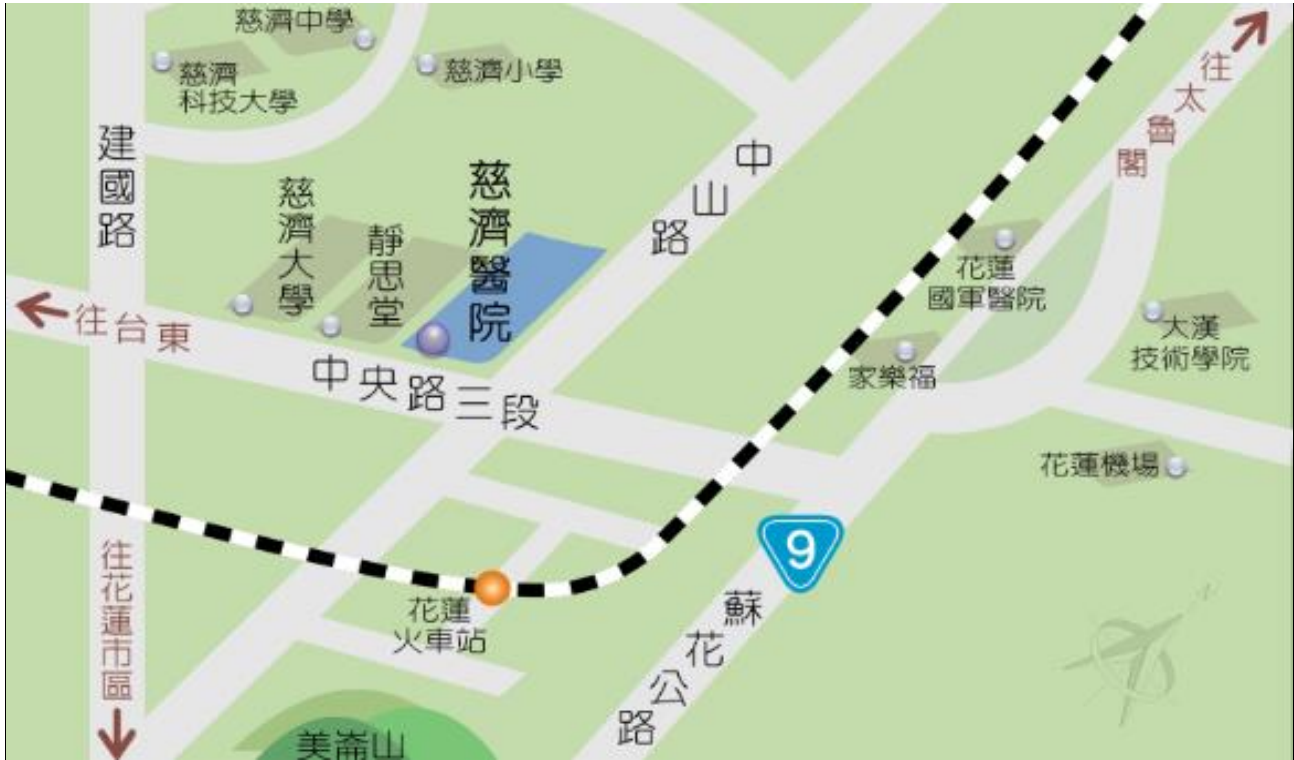 慈濟中學
慈濟
科技大學
慈濟小學
往太魯閣
建國路
中山路
慈濟大學
靜思堂
慈濟醫院
花蓮
國軍醫院
往台東
大漢
技術學院
家樂福
中央路三段
花蓮機場
9
往花蓮市區
花蓮
火車站
蘇花公路
美崙山